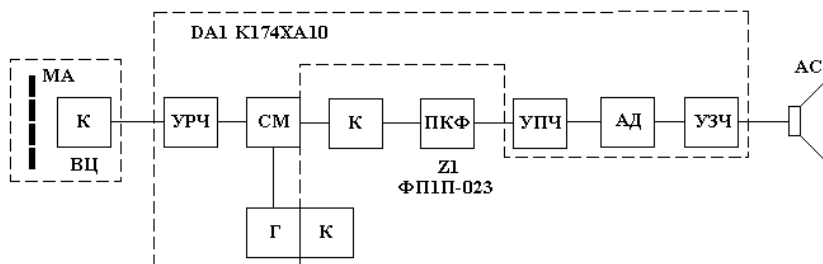 DA1 К174ХА10
МА
АС
К
УРЧ
СМ
К
ПКФ
УПЧ
АД
УЗЧ
ВЦ
Z1
ФП1П-023
Г
К